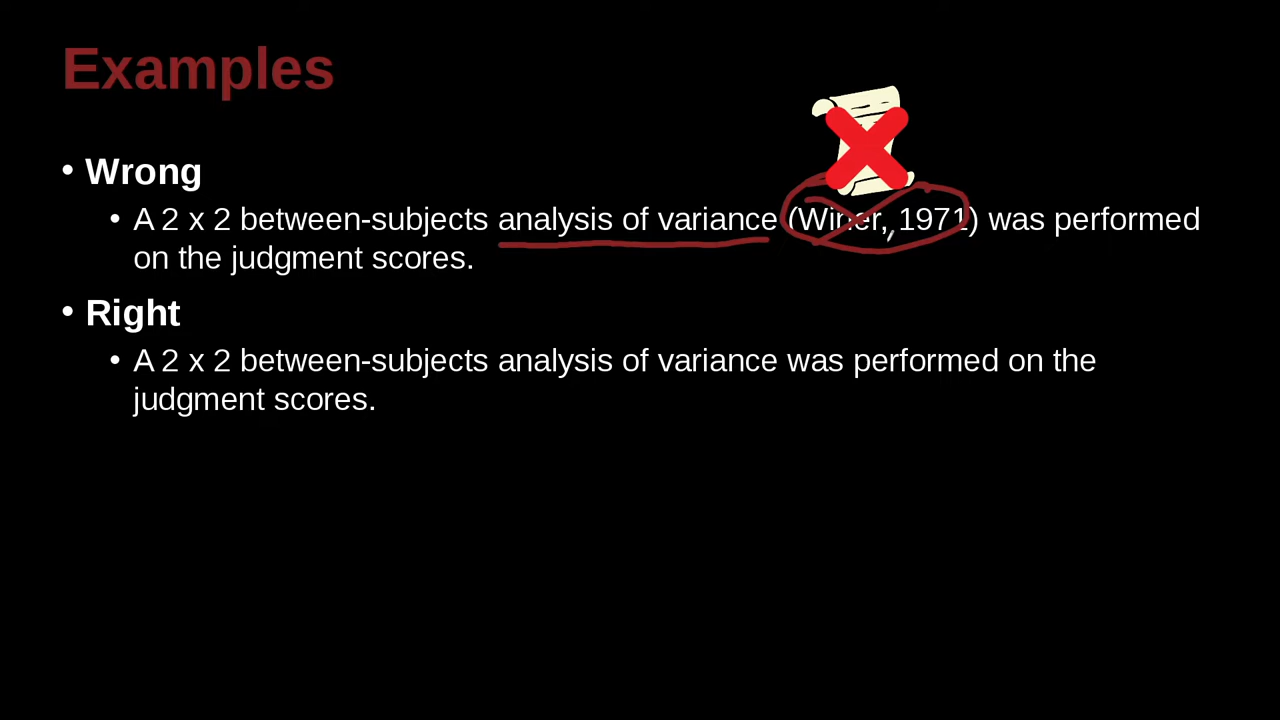 Examples
• Wrong
• A 2 x 2 between-subjects analysis of variance (Winer, 1971) was performed
on the judgment scores.
• Right
• A 2 x 2 between-subjects analysis of variance was performed on the
judgment scores.